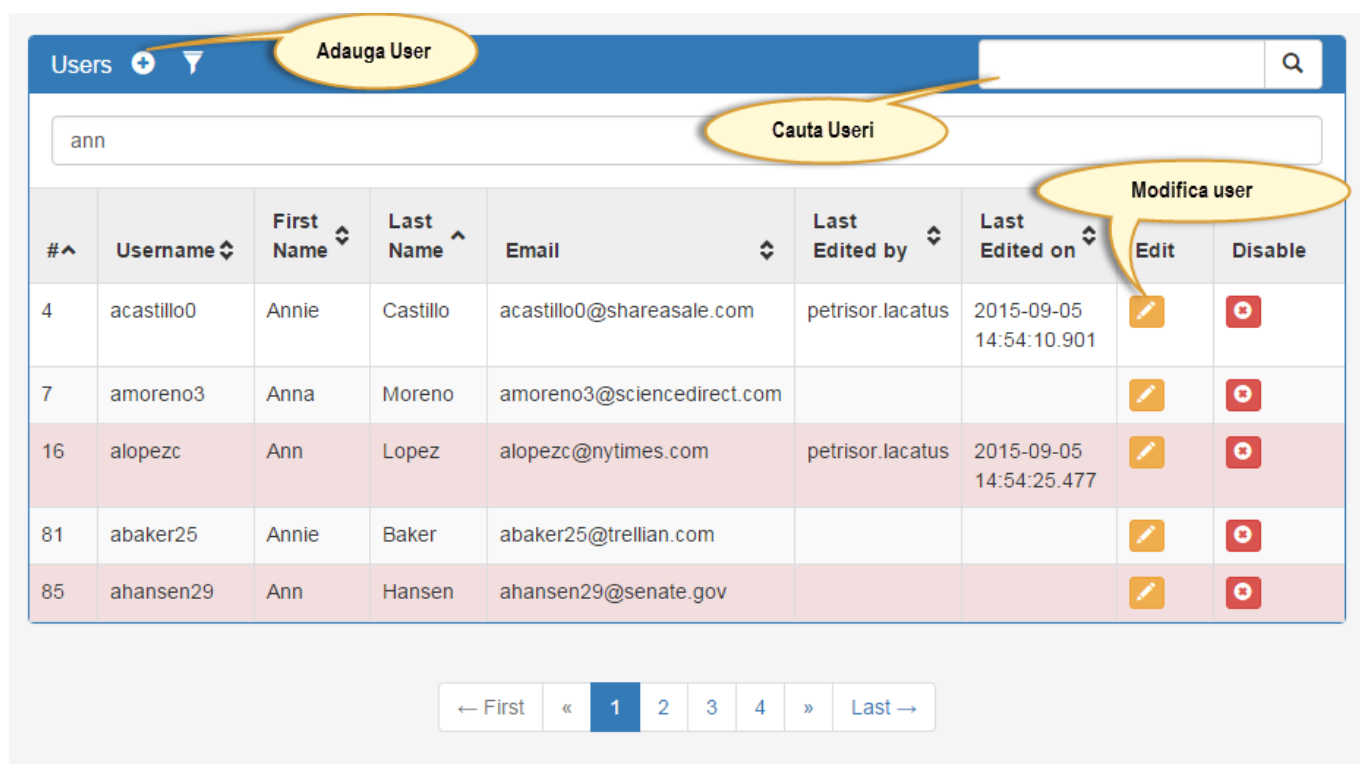 Users
Adauga User
Cauta Useri
ann
Modifica user
# Username First Name Last Name Email Last Edited by Last Edited on Edit Disable
4 acastillo0 Annie Castillo acastillo0@shareasale.com petrisor.lacatus 2015-09-05 14:54:10.901
7 amoreno3 Anna Moreno amoreno3@sciencedirect.com
16 alopezc Ann Lopez alopezc@nytimes.com petrisor.lacatus 2015-09-05 14:54:25.477
81 abaker25 Annie Baker abaker25@trellian.com
85 ahansen29 Ann Hansen ahansen29@senate.gov
← First « 1 2 3 4 » Last →